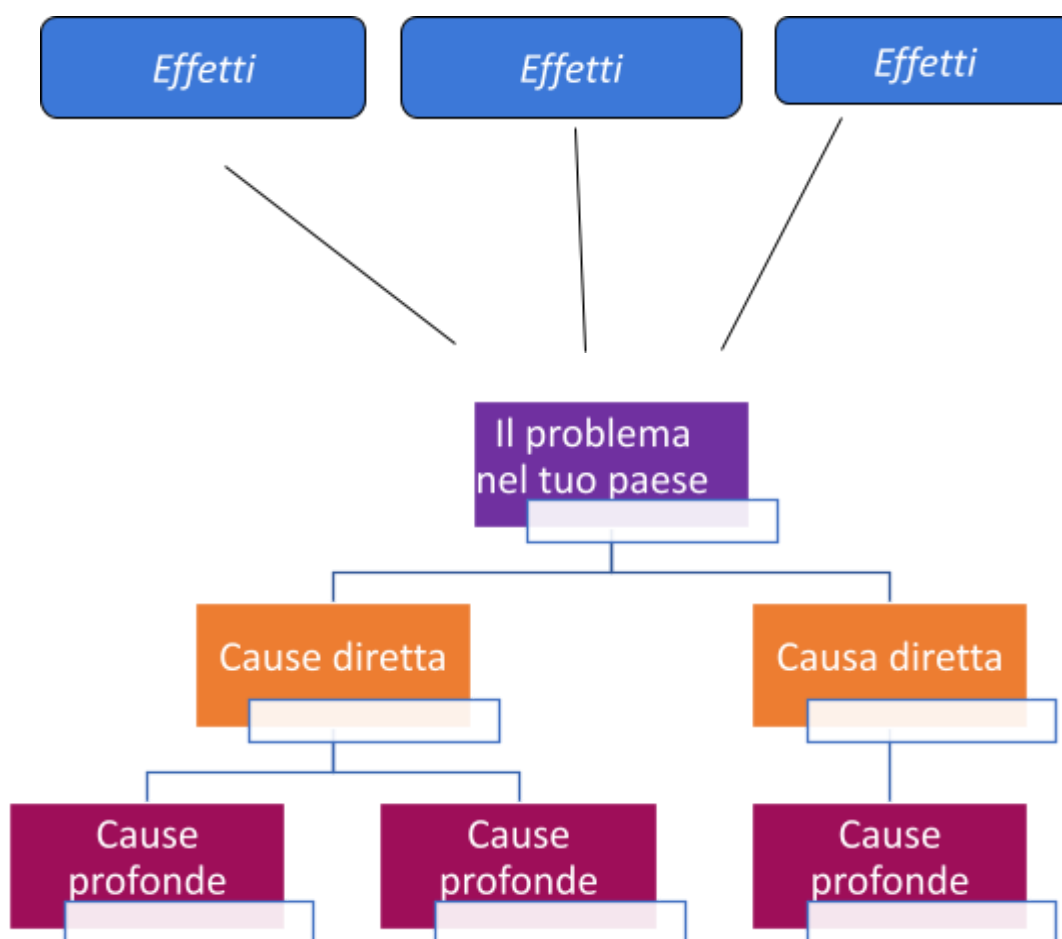 Effetti
Effetti
Effetti
Il problema
nel tuo paese
Cause diretta
Causa diretta
Cause
profonde
Cause
profonde
Cause
profonde